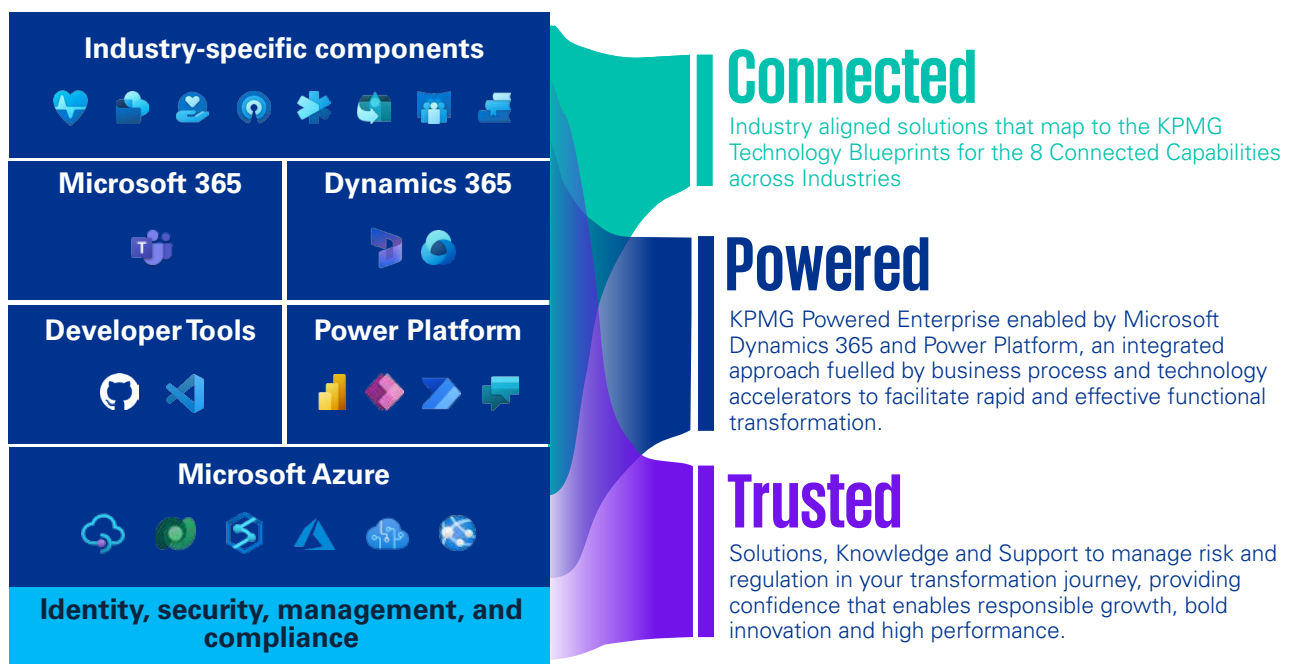 Industry-specific components
Microsoft 365
Dynamics 365
T
Developer Tools
Power Platform
Microsoft Azure
Identity, security, management, and
compliance
Connected
Industry aligned solutions that map to the KPMG
Technology Blueprints for the 8 Connected Capabilities
across Industries
Powered
KPMG Powered Enterprise enabled by Microsoft
Dynamics 365 and Power Platform, an integrated
approach fuelled by business process and technology
accelerators to facilitate rapid and effective functional
transformation.
Trusted
Solutions, Knowledge and Support to manage risk and
regulation in your transformation journey, providing
confidence that enables responsible growth, bold
innovation and high performance.